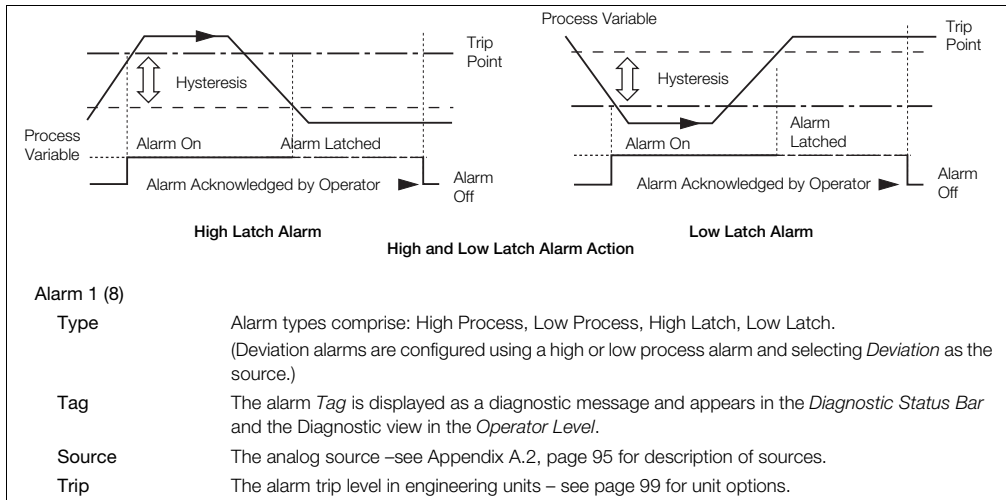 Process Variable
Trip
Point
Hysteresis
Process
Variable
Alarm On
Alarm Latched
Alarm Acknowledged by Operator
Alarm
Off
High Latch Alarm
Trip
Point
Hysteresis
Alarm On
Alarm
Latched
Alarm Acknowledged by Operator
Alarm
Off
Low Latch Alarm
High and Low Latch Alarm Action
Alarm 1 (8)
Type Alarm types comprise: High Process, Low Process, High Latch, Low Latch.
(Deviation alarms are configured using a high or low process alarm and selecting Deviation as the
source.)
Tag The alarm Tag is displayed as a diagnostic message and appears in the Diagnostic Status Bar
and the Diagnostic view in the Operator Level.
Source The analog source –see Appendix A.2, page 95 for description of sources.
Trip The alarm trip level in engineering units – see page 99 for unit options.